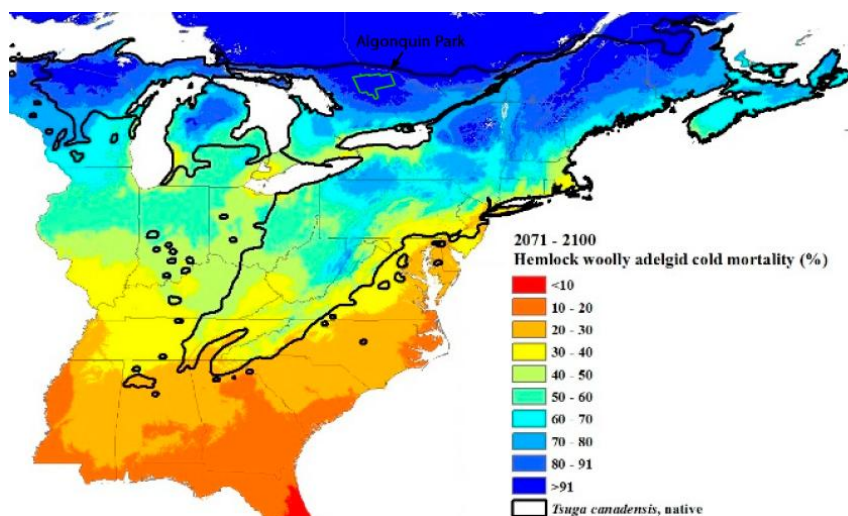 Algonquin Park
2071 - 2100
Hemlock woolly adelgid cold mortality (%)
<10
10 - 20
20 - 30
30 - 40
40 - 50
50 - 60
60 - 70
70 - 80
80 - 91
>91
Tsuga canadensis, native